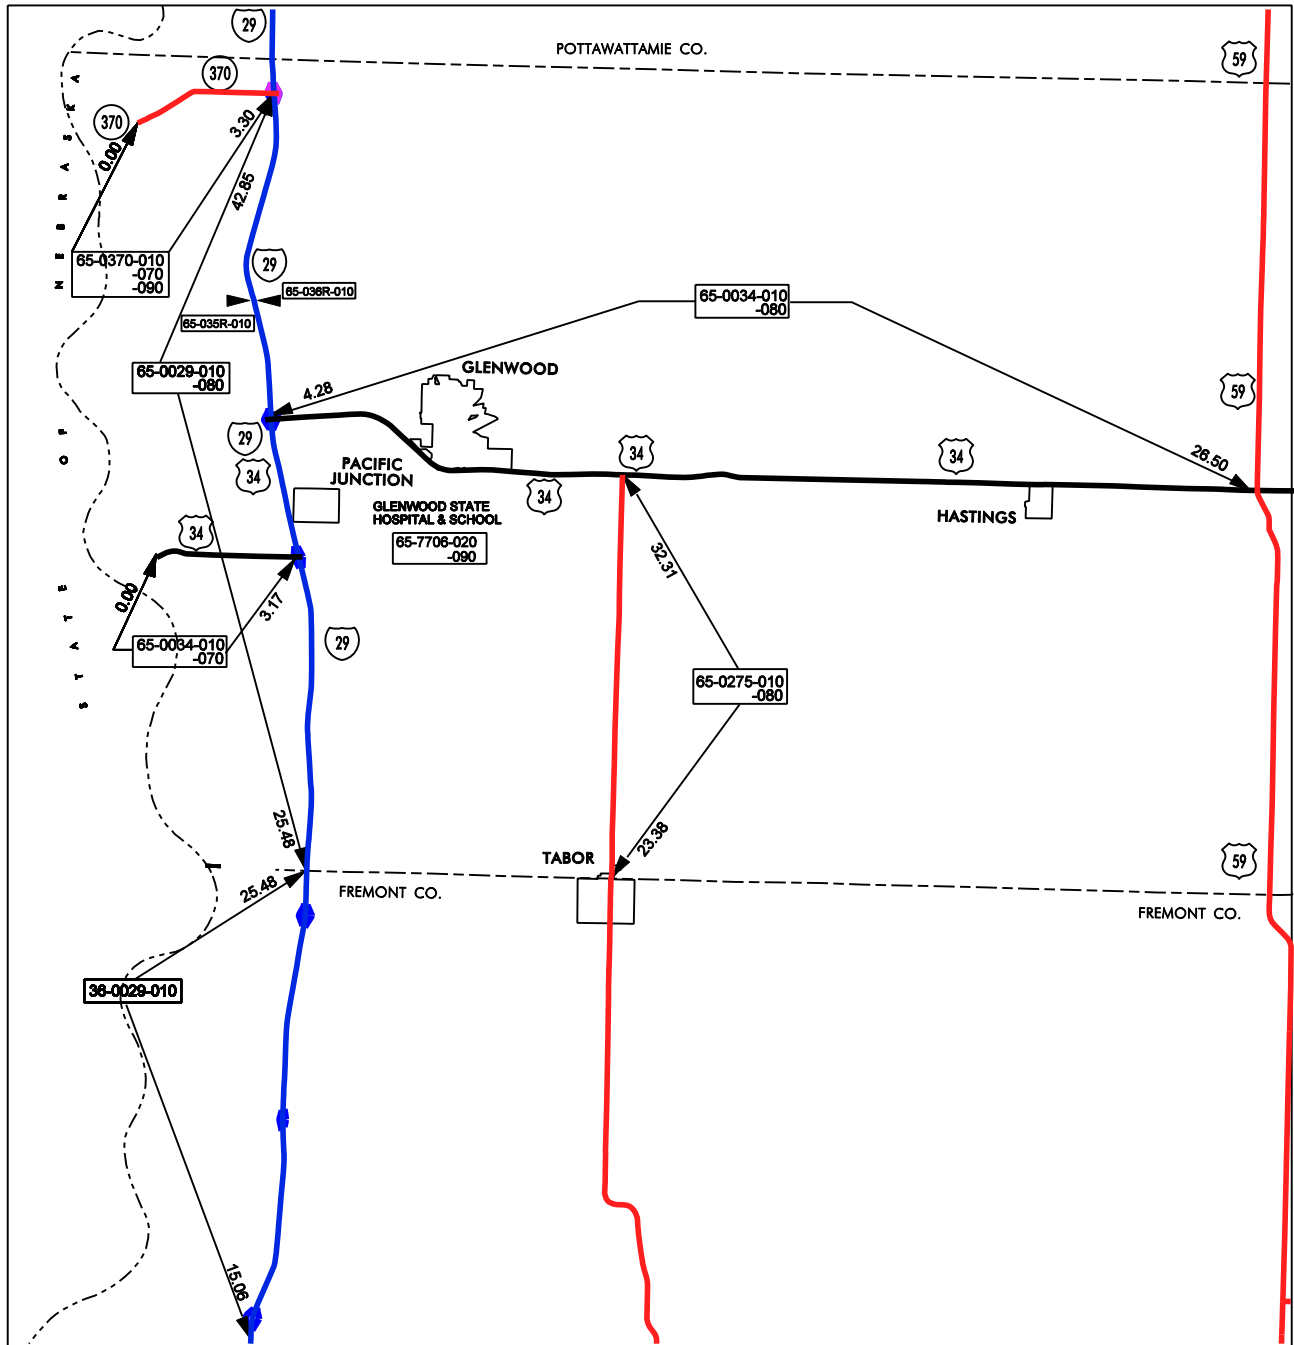 29
POTTAWATTAMIE CO.
59
370
370
0.00
3.30
42.85
NEBRASKA
65-0370-010
-070
-090
29
65-036R-010
65-035R-010
65-0034-010
-080
65-0029-010
-080
GLENWOOD
4.28
59
29
34
PACIFIC
JUNCTION
34
34
26.50
34
GLENWOOD STATE
HOSPITAL & SCHOOL
HASTINGS
65-7706-020
-090
34
32.31
0.00
3.17
STATE OF
65-0034-010
-070
29
65-0275-010
-080
25.48
23.38
TABOR
59
25.48
FREMONT CO.
FREMONT CO.
36-0029-010
15.06